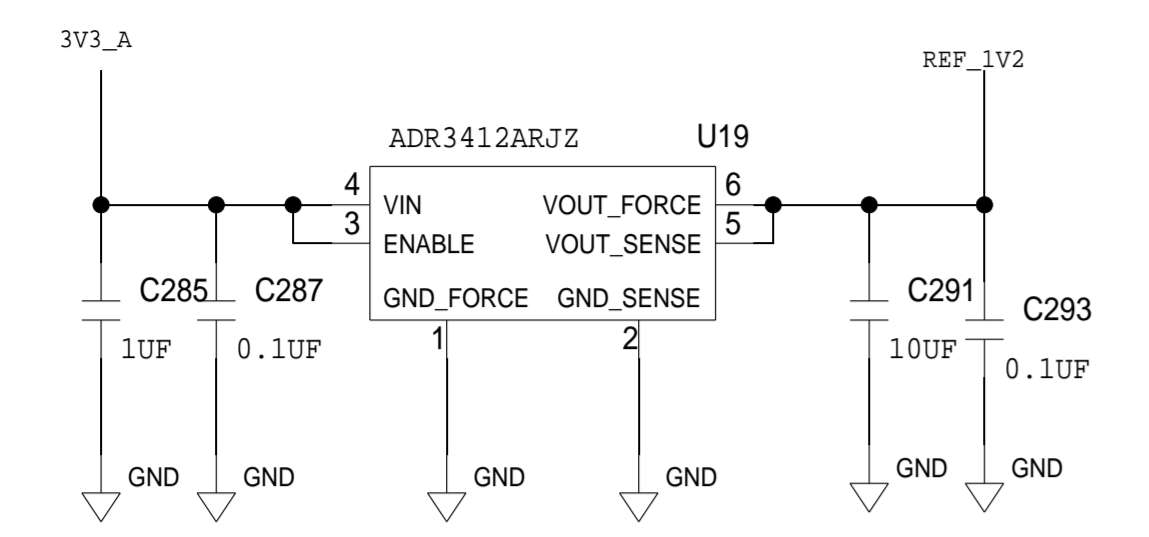 3V3_A
REF_1V2
ADR3412ARJZ
U19
4
VIN
VOUT_FORCE
6
3
ENABLE
VOUT_SENSE
5
C285
C287
GND_FORCE
GND_SENSE
C291
C293
1UF
0.1UF
1
2
10UF
0.1UF
GND
GND
GND
GND
GND
GND